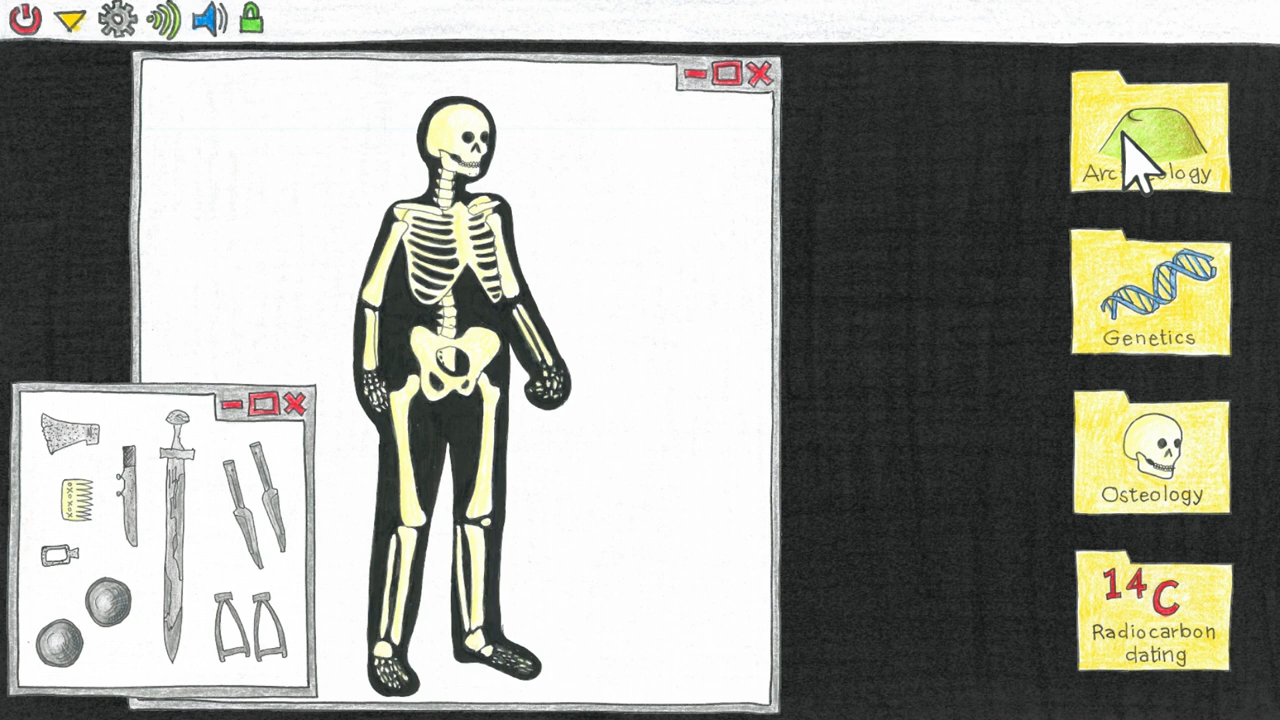 Arc ology
Genetics
Osteology
14C
Radiocarbon
dating